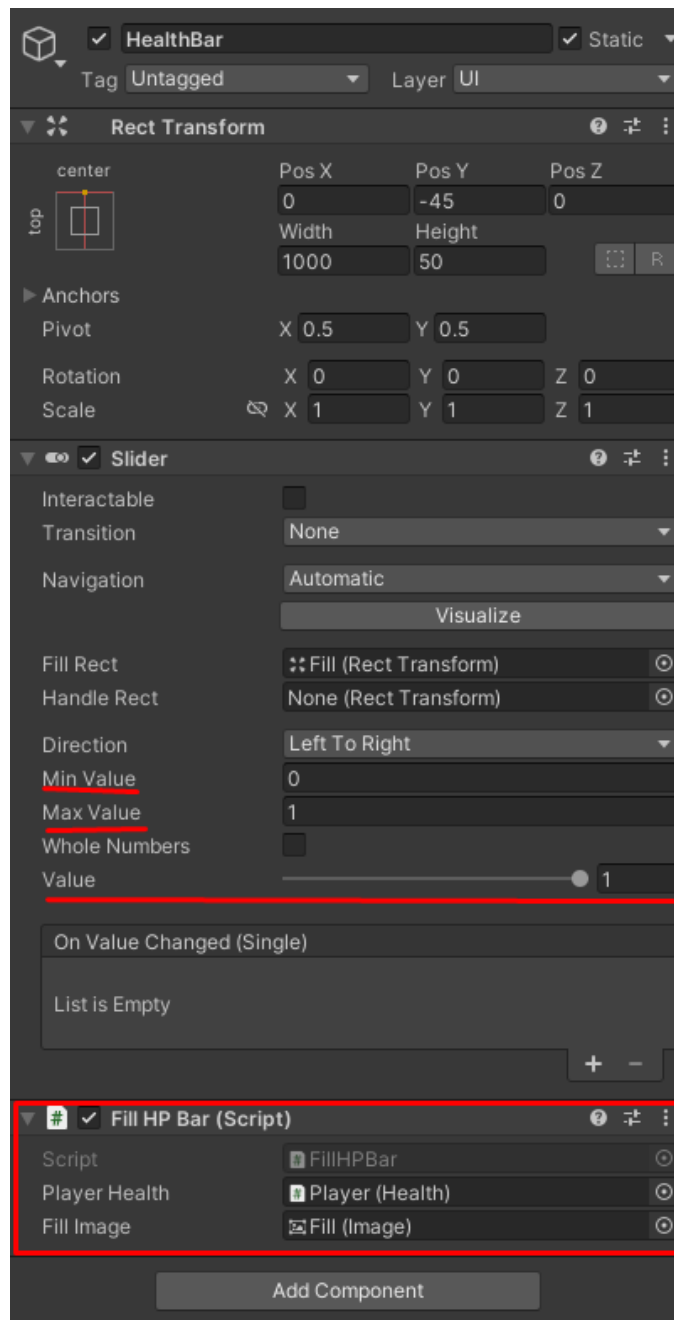 HealthBar Static
Tag Untagged Layer UI
Rect Transform
center Pos X Pos Y Pos Z
0 -45 0
top
Width Height
1000 50 R
Anchors
Pivot X 0.5 Y 0.5
Rotation X 0 Y 0 Z 0
Scale X 1 Y 1 Z 1
Slider
Interactable
Transition None
Navigation Automatic
Visualize
Fill Rect Fill (Rect Transform)
Handle Rect None (Rect Transform)
Direction Left To Right
Min Value 0
Max Value 1
Whole Numbers
Value 1
On Value Changed (Single)
List is Empty
+ −
# Fill HP Bar (Script)
Script # FillHPBar
Player Health # Player (Health)
Fill Image Fill (Image)
Add Component